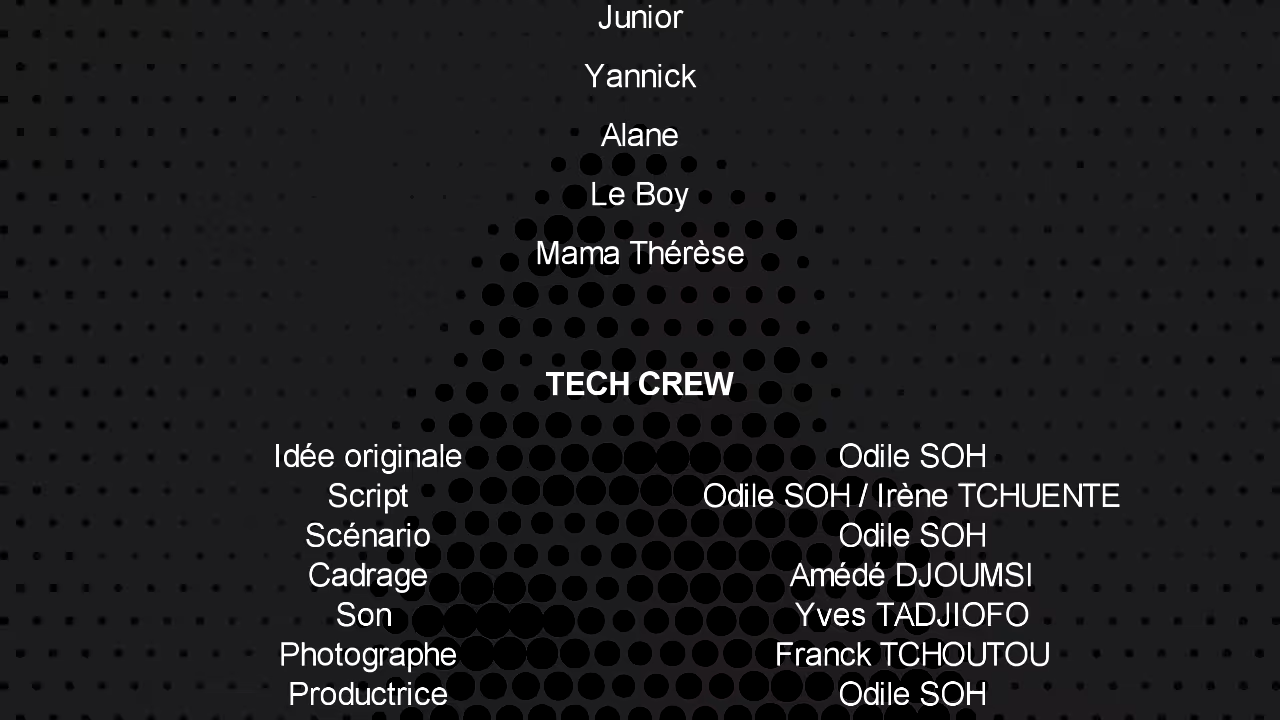 Junior
Yannick
Alane
Le Boy
Mama Thérèse
TECH CREW
Idée originale Odile SOH
Script Odile SOH / Irène TCHUENTE
Scénario Odile SOH
Cadrage Amédé DJOUMSI
Son Yves TADJIOFO
Photographe Franck TCHOUTOU
Productrice Odile SOH